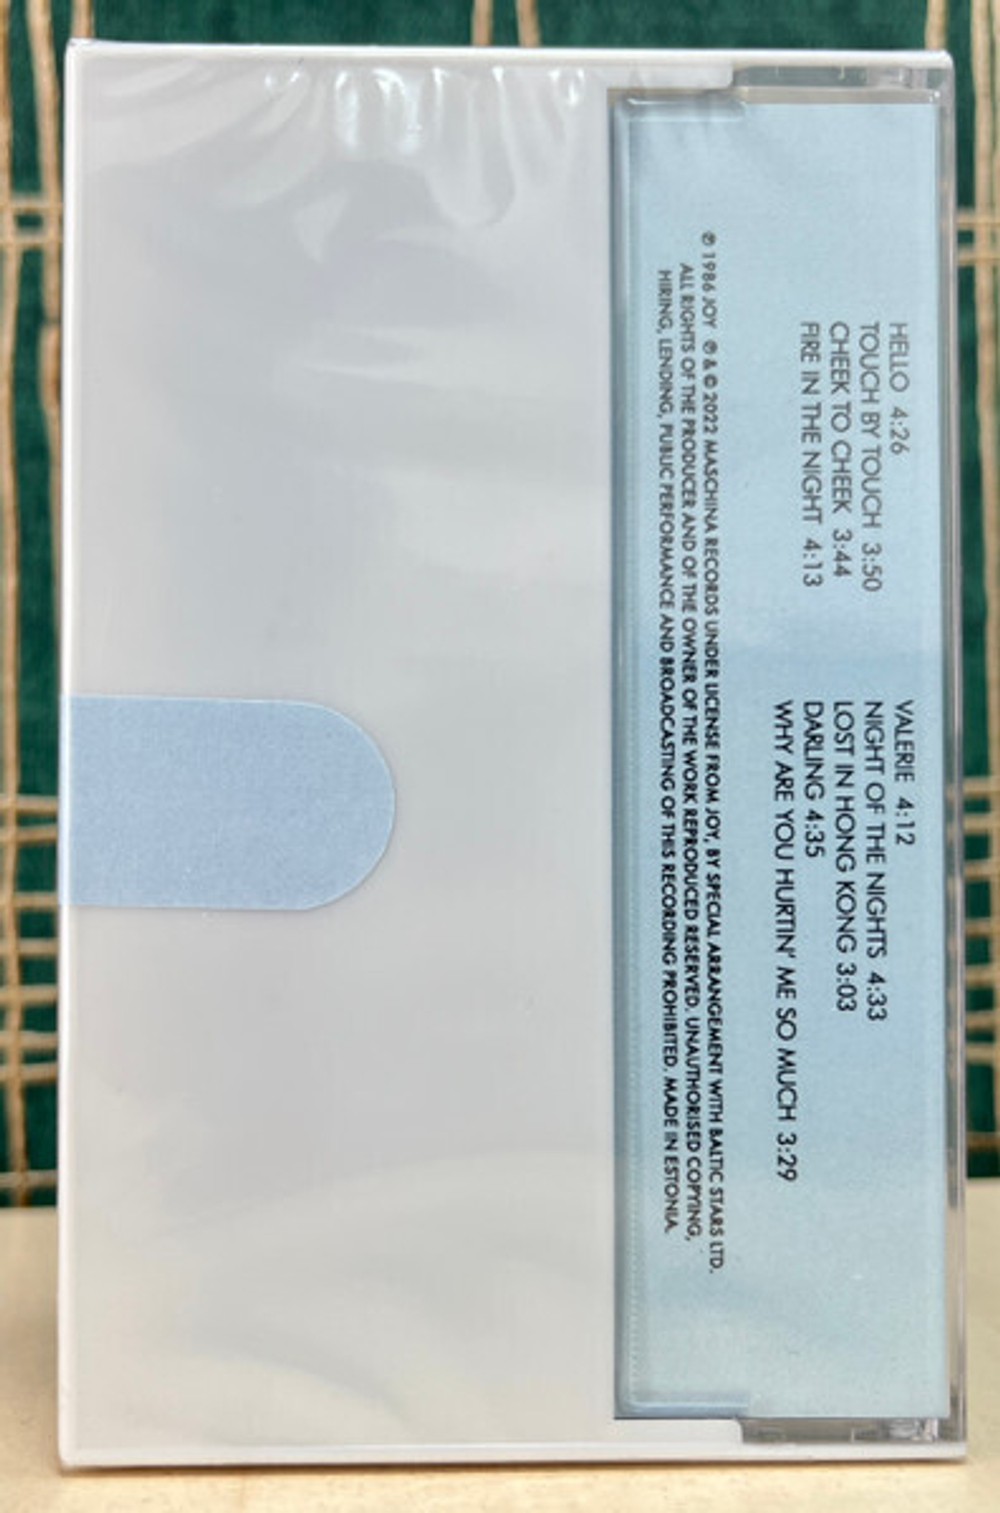 HELLO 4:26
TOUCH BY TOUCH 3:50
CHEEK TO CHEEK 3:44
FIRE IN THE NIGHT 4:13
VALERIE 4:12
NIGHT OF THE NIGHTS 4:33
LOST IN HONG KONG 3:03
DARLING 4:35
WHY ARE YOU HURTIN' ME SO MUCH 3:29
℗ 1986 JOY ℗ & © 2022 MASCHINA RECORDS UNDER LICENSE FROM JOY, BY SPECIAL ARRANGEMENT WITH BALTIC STARS LTD.
ALL RIGHTS OF THE PRODUCER AND OF THE OWNER OF THE WORK REPRODUCED RESERVED. UNAUTHORISED COPYING,
HIRING, LENDING, PUBLIC PERFORMANCE AND BROADCASTING OF THIS RECORDING PROHIBITED. MADE IN ESTONIA.